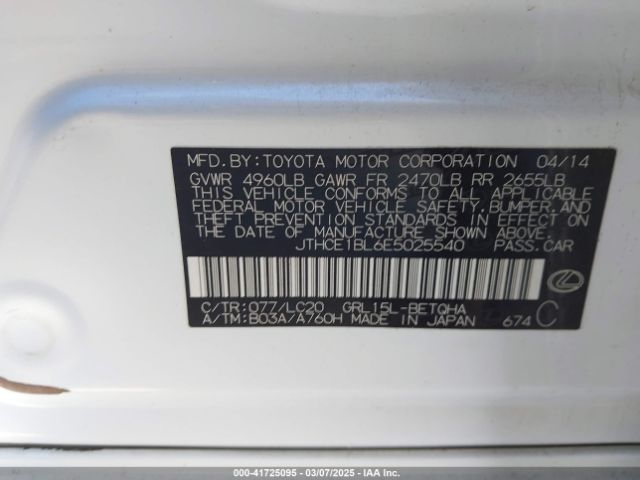 MFD. BY: TOYOTA MOTOR CORPORATION 04/14
GVWR 4960LB GAWR FR 2470LB RR 2655LB
THIS VEHICLE CONFORMS TO ALL APPLICABLE
FEDERAL MOTOR VEHICLE SAFETY,BUMPER, AND
THEFT PREVENTION STANDARDS IN EFFECT ON
THE DATE OF MANUFACTURE SHOWN ABOVE.
JTHCE1BL6E5025540 PASS.CAR
C/TR:077/LC20 GRL15L-BETQHA
A/TM:B03A/A760H MADE IN JAPAN 674 C
000-41725095 — 03/07/2025 — IAA Inc.